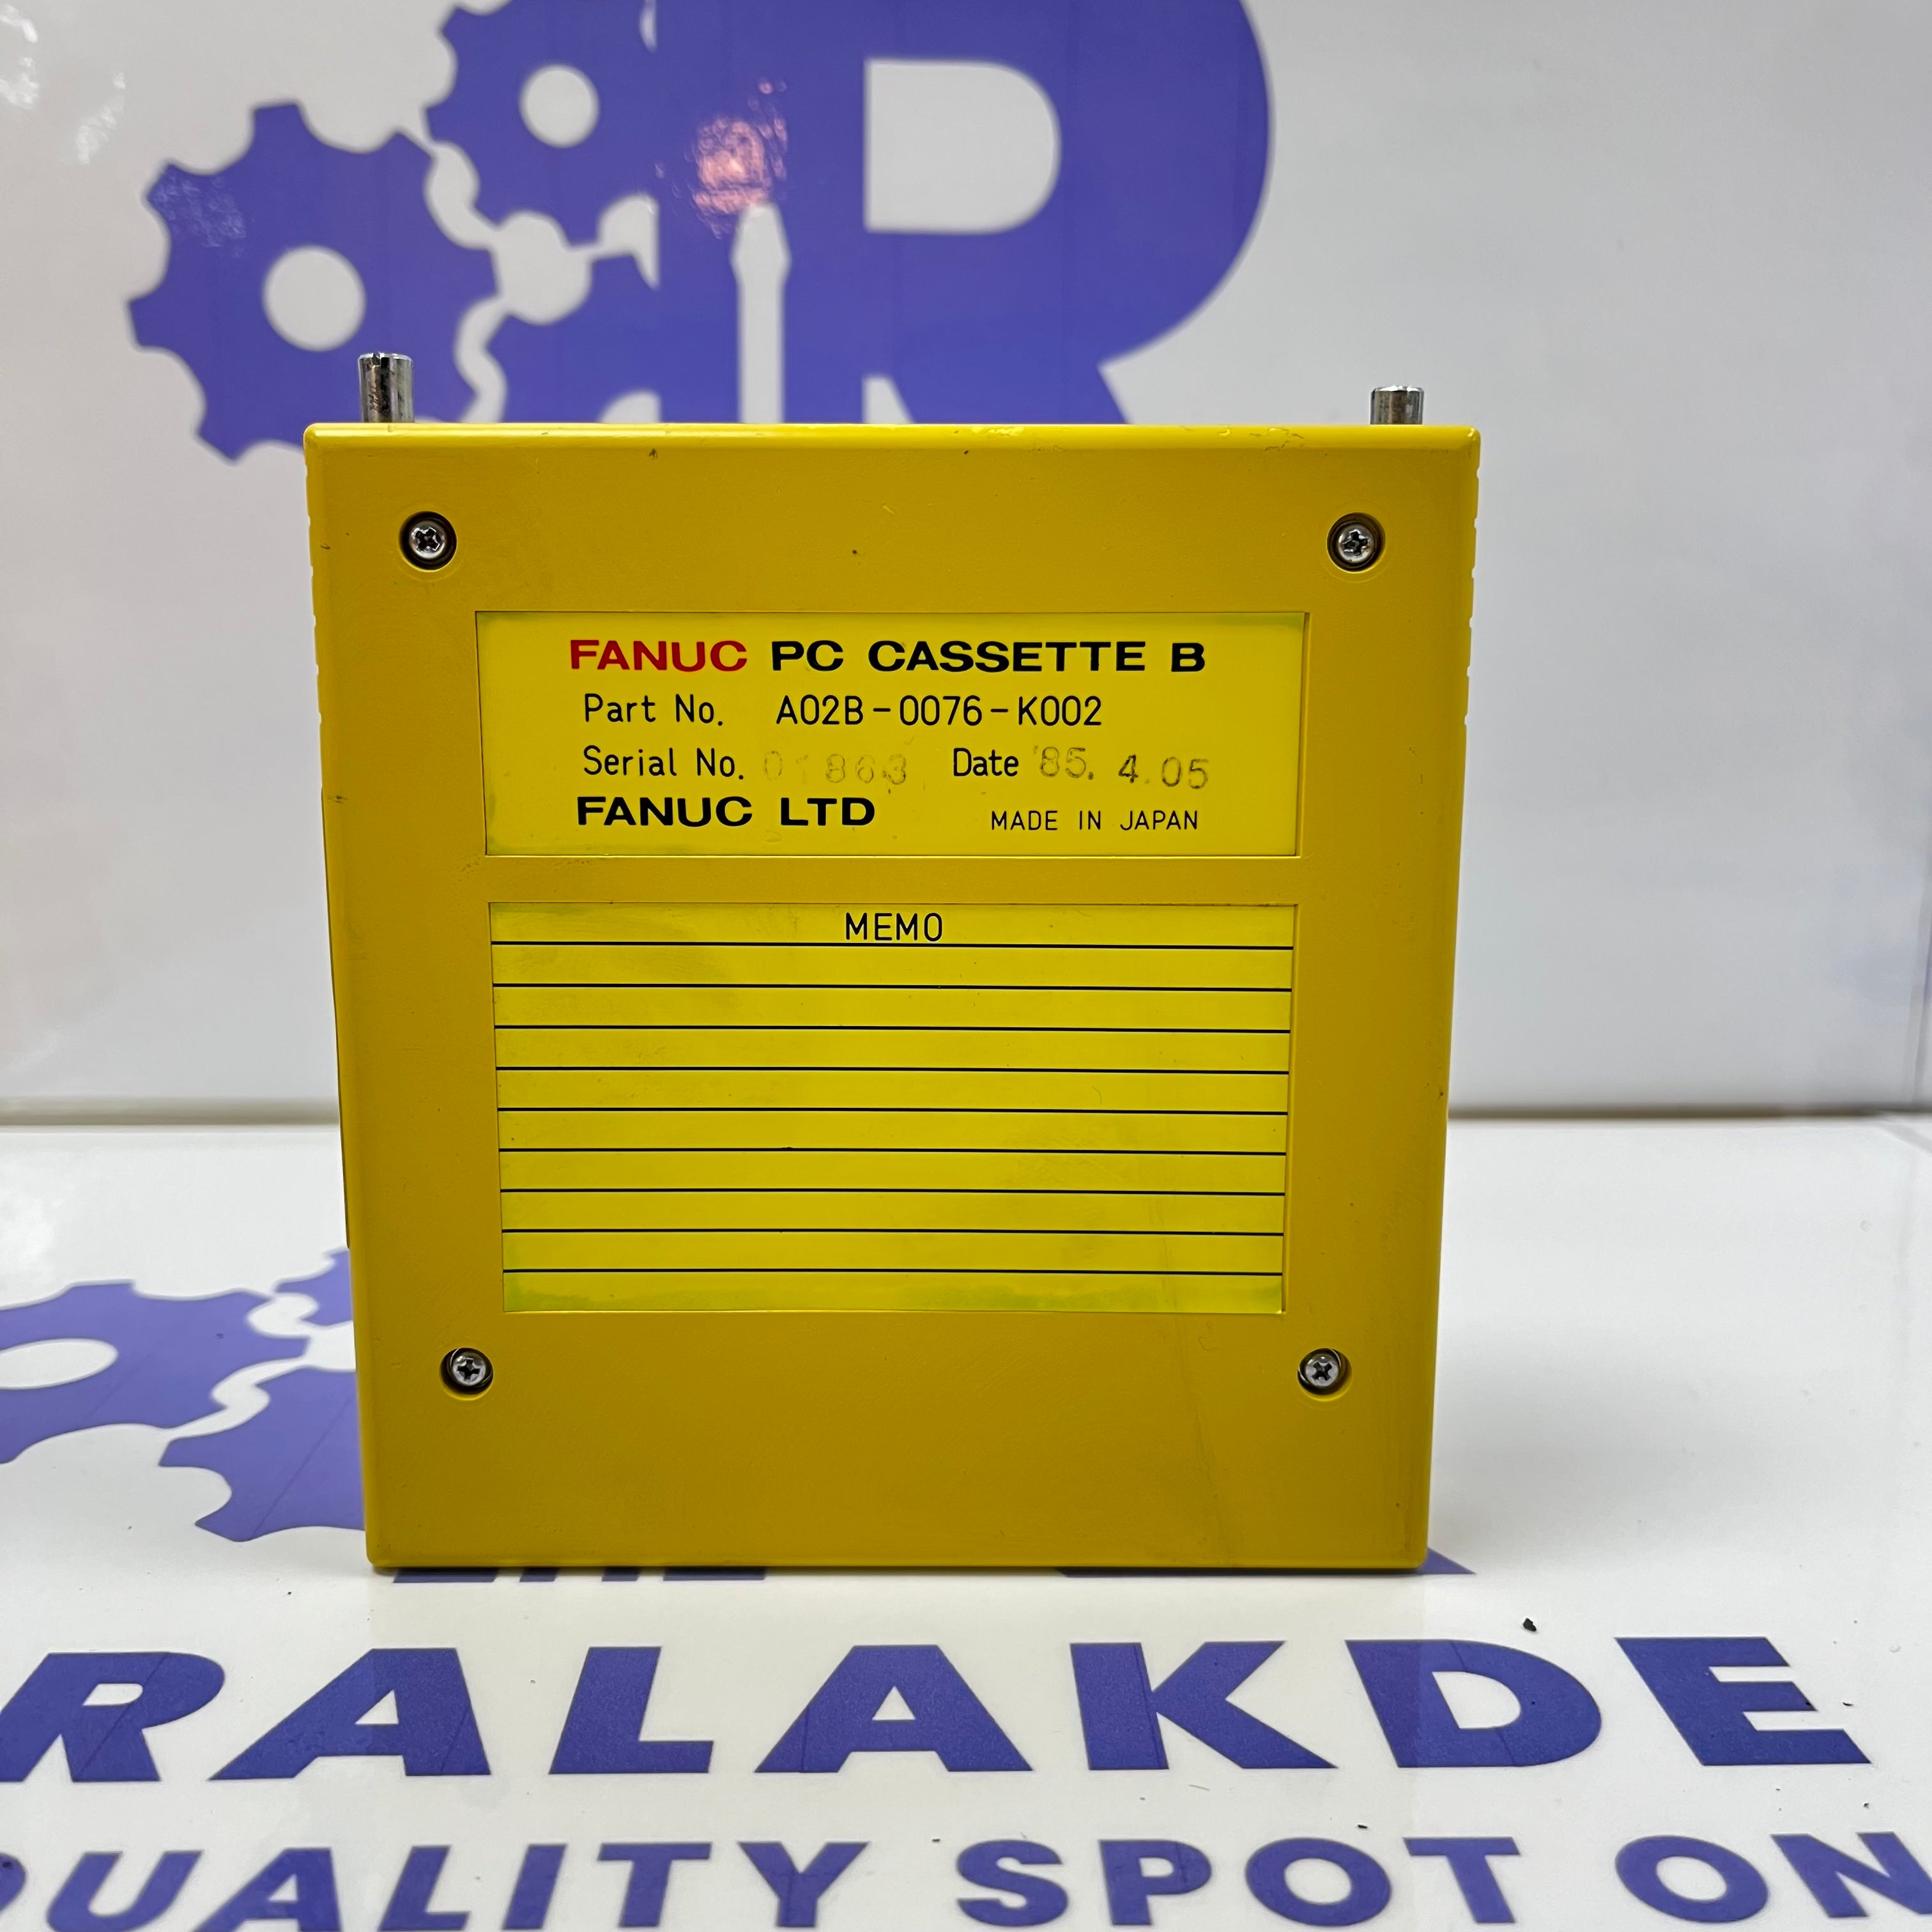 R
FANUC PC CASSETTE B
Part No. A02B-0076-K002
Serial No. 01863 Date '85. 4.05
FANUC LTD MADE IN JAPAN
MEMO
RALAKDE
QUALITY SPOT ON